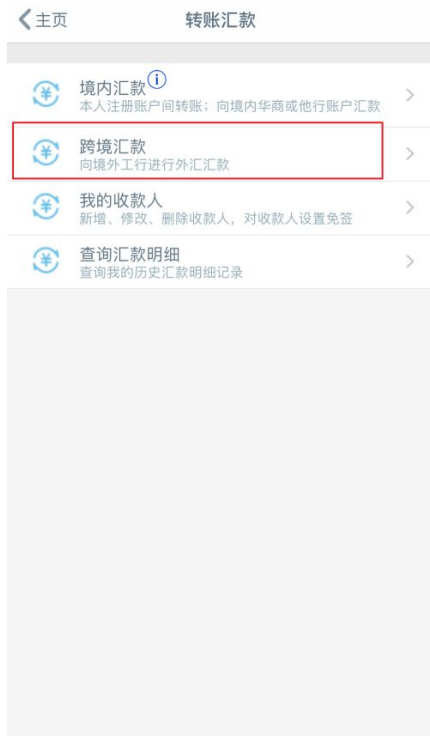 主页 转账汇款
境内汇款
本人注册账户间转账；向境内华商或他行账户汇款
跨境汇款
向境外工行进行外汇汇款
我的收款人
新增、修改、删除收款人，对收款人设置免签
查询汇款明细
查询我的历史汇款明细记录